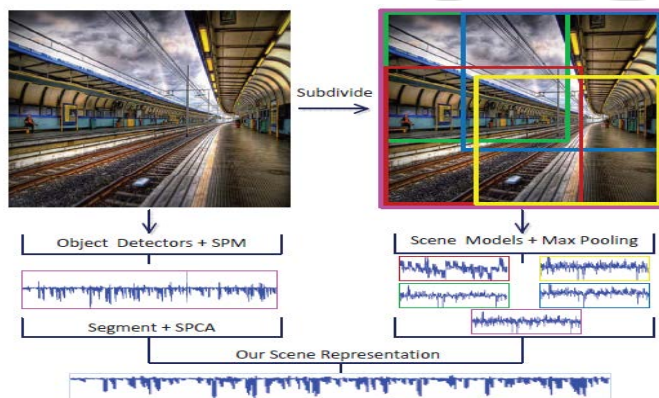 Subdivide
Object Detectors + SPM
Scene Models + Max Pooling
Segment + SPCA
Our Scene Representation